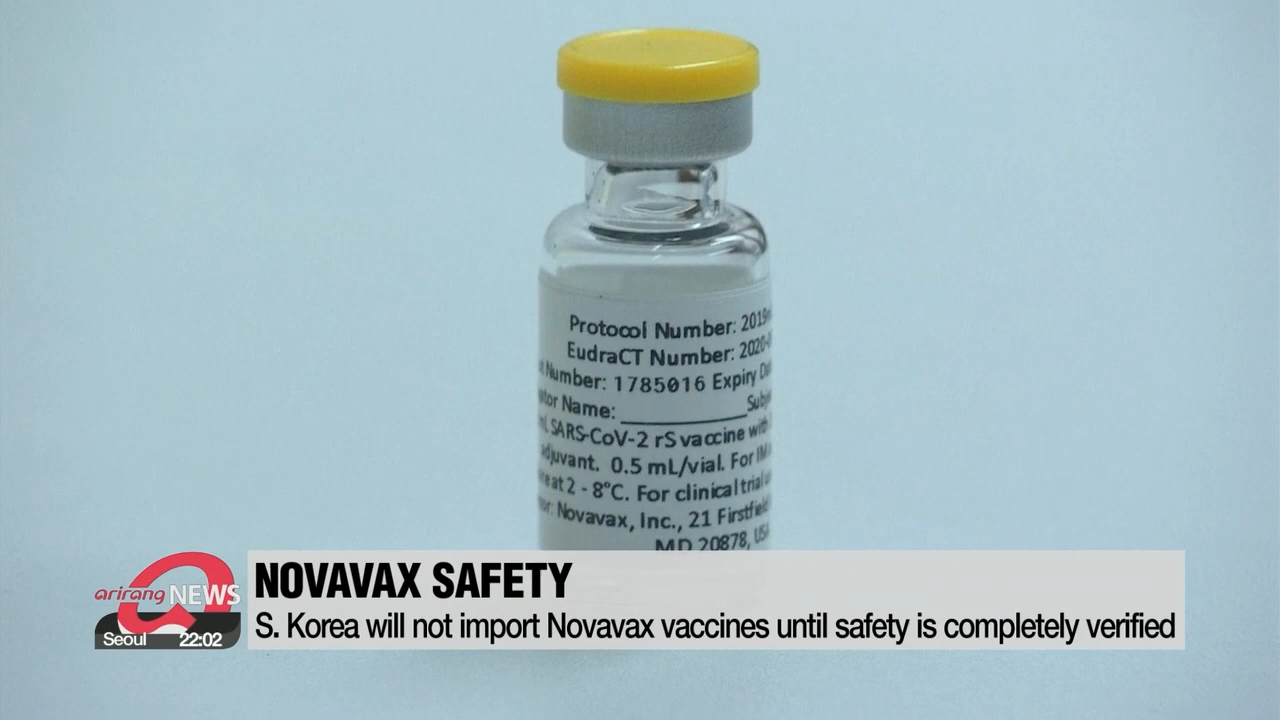 Protocol Number: 2019
EudraCT Number: 2020-
Number: 1785016 Expiry
Name: ____________
SARS-CoV-2 rS vaccine with
adjuvant. 0.5 mL/vial. For IM
at 2 - 8°C. For clinical trial
Novavax, Inc., 21 Firstfield
MD 20878, USA
NOVAVAX SAFETY
S. Korea will not import Novavax vaccines until safety is completely verified
arirang NEWS
Seoul 22:02